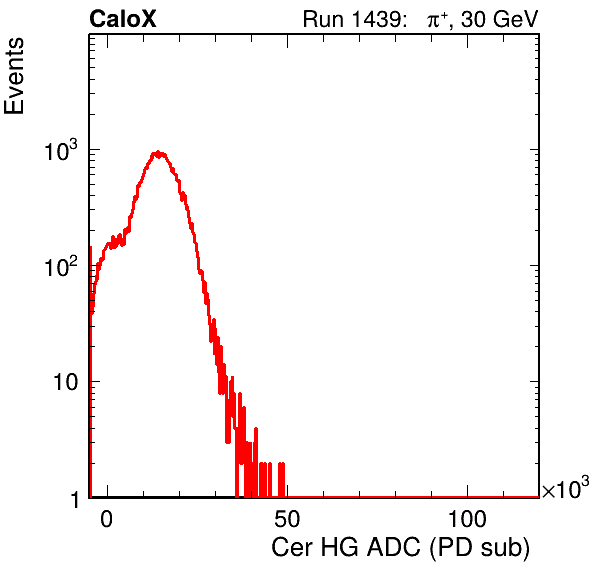 CaloX Run 1439: π⁺, 30 GeV
Events
10³
10²
10
1
0 50 100 ×10³
Cer HG ADC (PD sub)